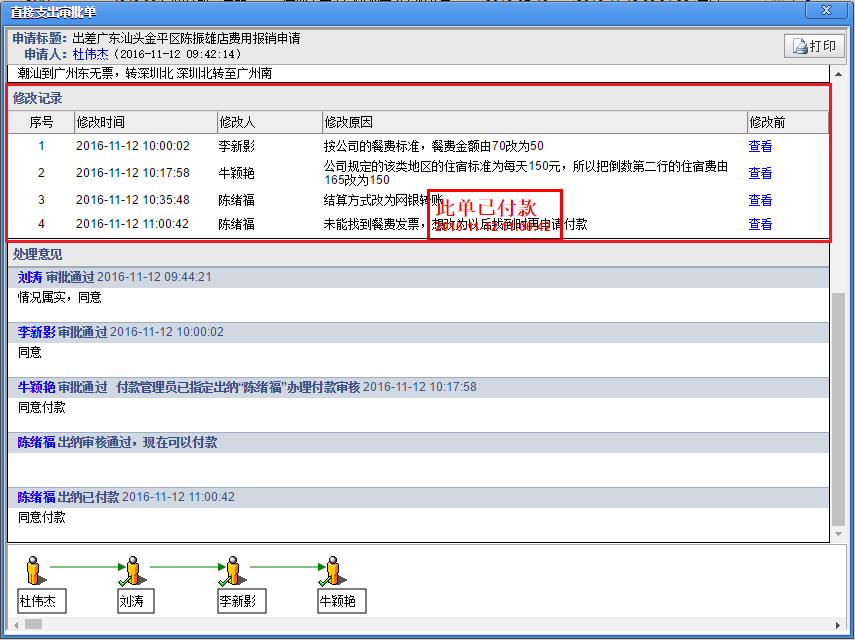 直接支出审批单
申请标题：出差广东汕头金平区陈振雄店费用报销申请
申请人：杜伟杰（2016-11-12 09:42:14）
打印
潮汕到广州东无票，转深圳北 深圳北转至广州南
修改记录
序号 修改时间 修改人 修改原因 修改前
1 2016-11-12 10:00:02 李新影 按公司的餐费标准，餐费金额由70改为50 查看
2 2016-11-12 10:17:58 牛颖艳 公司规定的该类地区的住宿标准为每天150元，所以把倒数第二行的住宿费由
165改为150 查看
3 2016-11-12 10:35:48 陈绪福 结算方式改为网银转账 查看
4 2016-11-12 11:00:42 陈绪福 未能找到餐费发票，想改为以后找到时再申请付款 查看
此单已付款
2016-11-12 11:00:42
处理意见
刘涛 审批通过 2016-11-12 09:44:21
情况属实，同意
李新影 审批通过 2016-11-12 10:00:02
同意
牛颖艳 审批通过 付款管理员已指定出纳“陈绪福”办理付款审核 2016-11-12 10:17:58
同意付款
陈绪福 出纳审核通过，现在可以付款
陈绪福 出纳已付款 2016-11-12 11:00:42
同意付款
杜伟杰 刘涛 李新影 牛颖艳